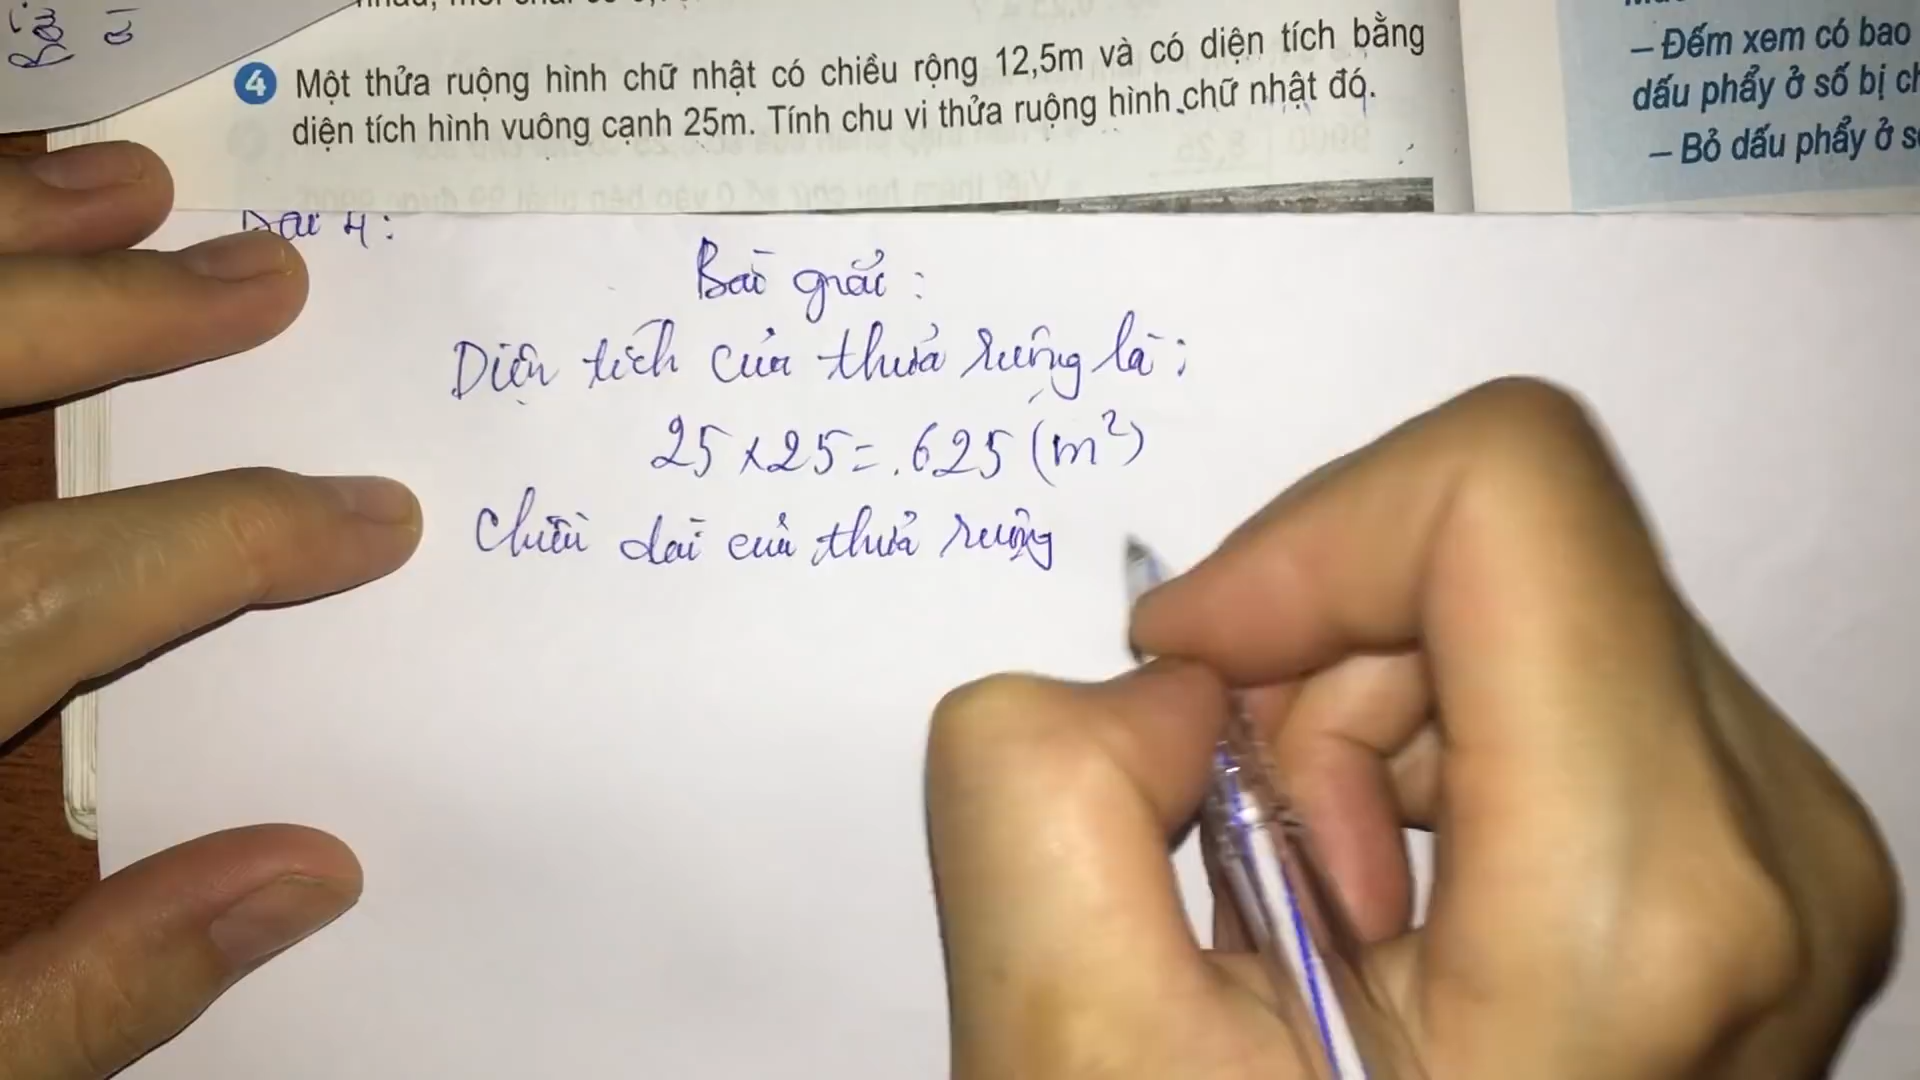 4 Một thửa ruộng hình chữ nhật có chiều rộng 12,5m và có diện tích bằng
diện tích hình vuông cạnh 25m. Tính chu vi thửa ruộng hình chữ nhật đó.
– Đếm xem có bao
dấu phẩy ở số bị ch
– Bỏ dấu phẩy ở s
Bài 4:
Bài giải:
Diện tích của thửa ruộng là:
25 x 25 = 625 (m²)
Chiều dài của thửa ruộng